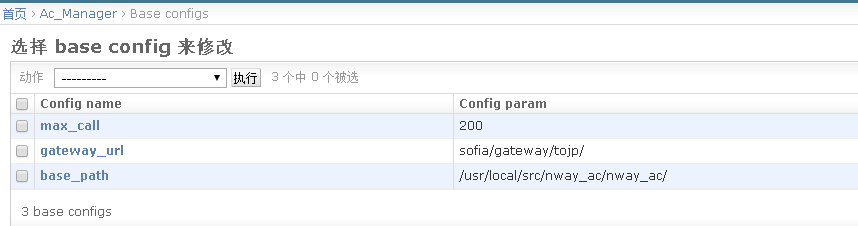 首页 › Ac_Manager › Base configs
选择 base config 来修改
动作 --------- 执行 3 个中 0 个被选
Config name Config param
max_call 200
gateway_url sofia/gateway/tojp/
base_path /usr/local/src/nway_ac/nway_ac/
3 base configs